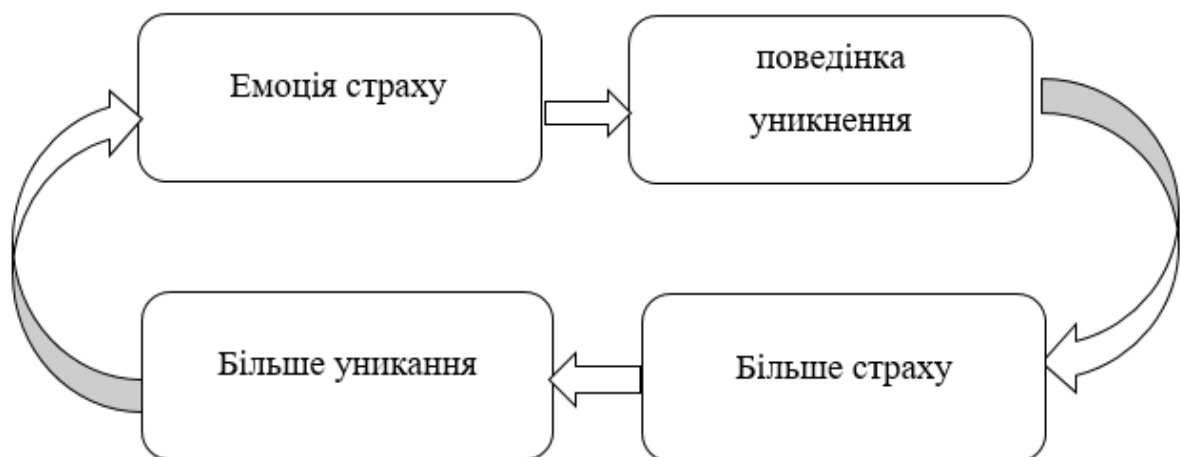 Емоція страху
поведінка
уникнення
Більше уникання
Більше страху